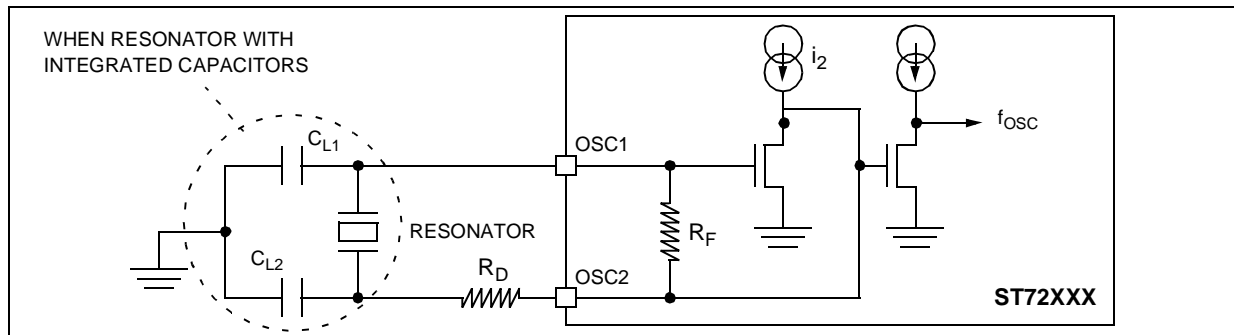 WHEN RESONATOR WITH
INTEGRATED CAPACITORS
i2
fOSC
CL1
OSC1
RESONATOR
RF
CL2
RD
OSC2
ST72XXX